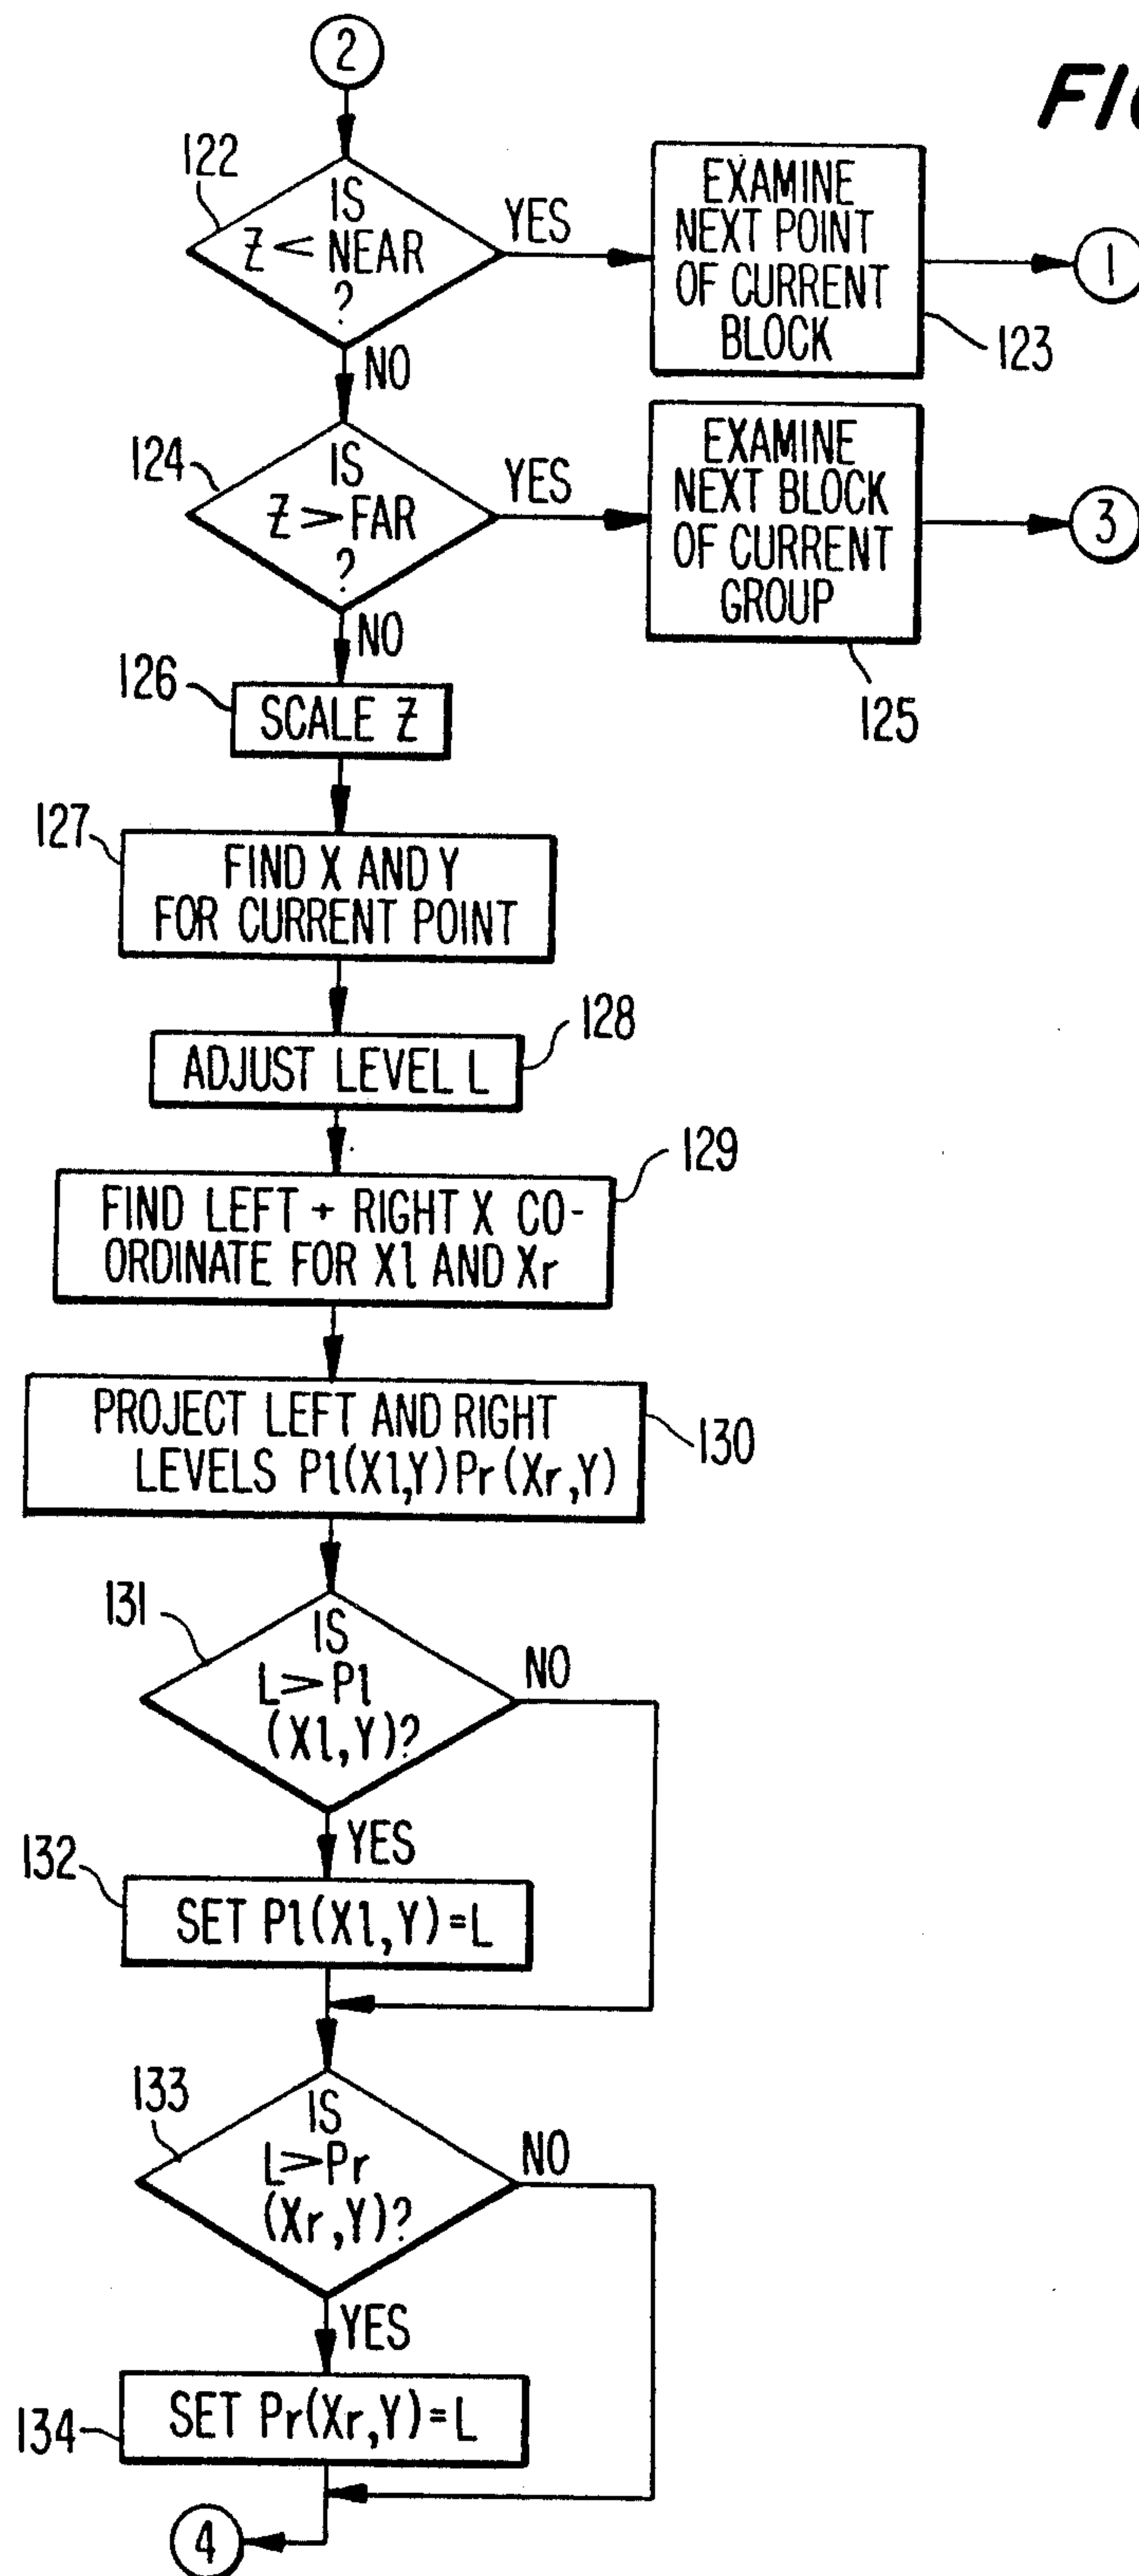 2
FIG
122
IS
Z < NEAR
?
YES
EXAMINE
NEXT POINT
OF CURRENT
BLOCK
1
123
NO
124
IS
Z > FAR
?
YES
EXAMINE
NEXT BLOCK
OF CURRENT
GROUP
3
125
NO
126
SCALE Z
127
FIND X AND Y
FOR CURRENT POINT
128
ADJUST LEVEL L
129
FIND LEFT + RIGHT X CO-
ORDINATE FOR Xl AND Xr
PROJECT LEFT AND RIGHT
LEVELS Pl(Xl,Y) Pr(Xr,Y)
130
131
IS
L > Pl
(Xl,Y)?
NO
YES
132
SET Pl(Xl,Y)=L
133
IS
L > Pr
(Xr,Y)?
NO
YES
SET Pr(Xr,Y)=L
134
4